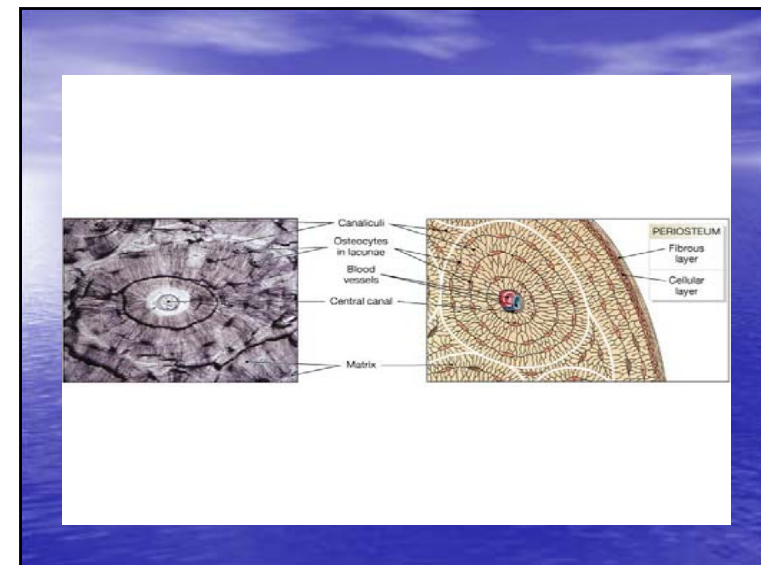 Canaliculi
Osteocytes
in lacunae
Blood
vessels
Central canal
Matrix
PERIOSTEUM
Fibrous
layer
Cellular
layer